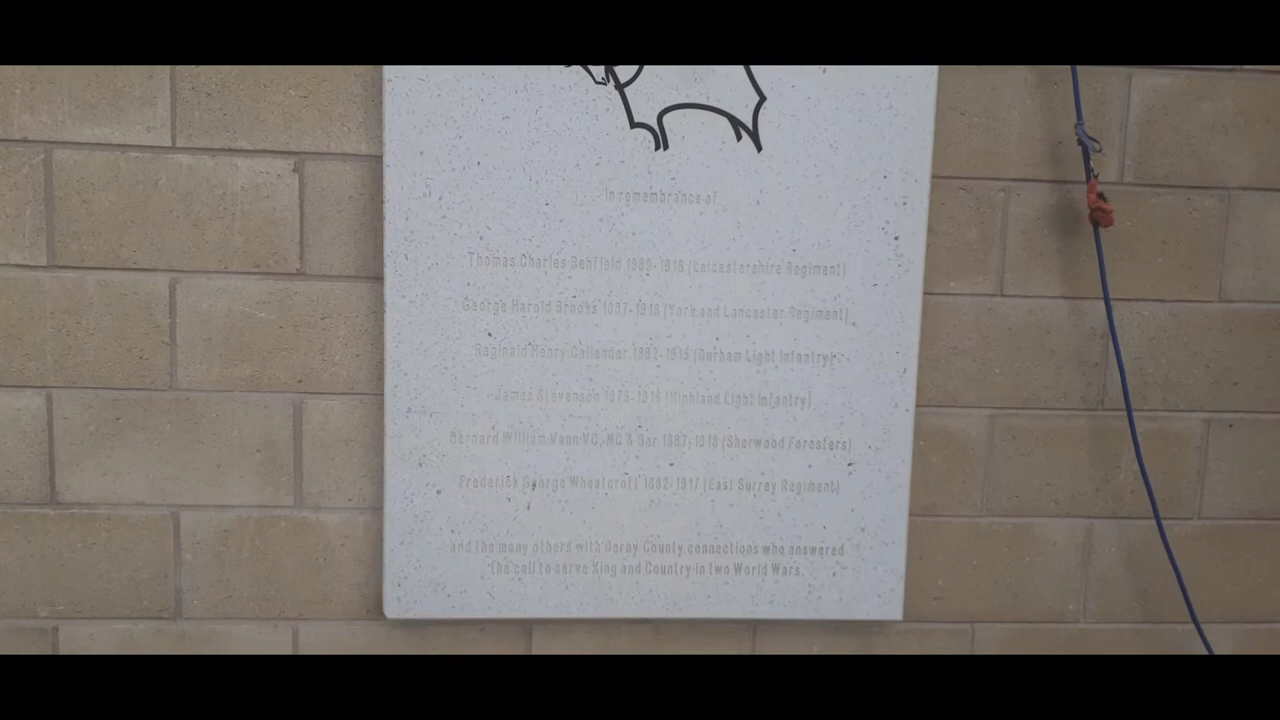 In remembrance of
Thomas Charles Benfield 1889-1918 (Leicestershire Regiment)
George Harold Brooks 1887-1918 (York and Lancaster Regiment)
Reginald Henry Callender 1892-1915 (Durham Light Infantry)
James Stevenson 1876-1916 (Highland Light Infantry)
Bernard William Vann VC, MC & Bar 1887-1918 (Sherwood Foresters)
Frederick George Wheatcroft 1882-1917 (East Surrey Regiment)
and the many others with Derby County connections who answered
the call to serve King and Country in two World Wars.